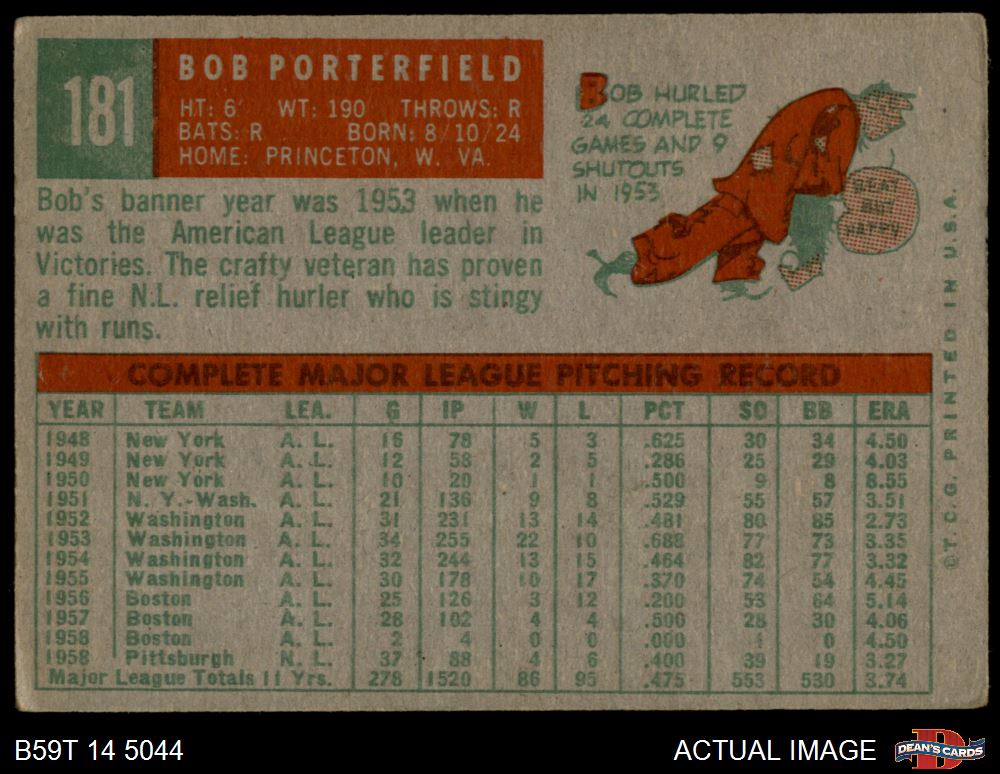 181
BOB PORTERFIELD
HT: 6' WT: 190 THROWS: R
BATS: R BORN: 8/10/24
HOME: PRINCETON, W. VA.
Bob's banner year was 1953 when he
was the American League leader in
Victories. The crafty veteran has proven
a fine N.L. relief hurler who is stingy
with runs.
BOB HURLED
24 COMPLETE
GAMES AND 9
SHUTOUTS
IN 1953
BEAT
BUT
HAPPY
COMPLETE MAJOR LEAGUE PITCHING RECORD
YEAR TEAM LEA. G IP W L PCT SO BB ERA
1948 New York A. L. 16 78 5 3 .625 30 34 4.50
1949 New York A. L. 12 58 2 5 .286 25 29 4.03
1950 New York A. L. 10 20 1 1 .500 9 8 8.55
1951 N. Y.-Wash. A. L. 21 136 9 8 .529 55 57 3.51
1952 Washington A. L. 31 231 13 14 .481 80 85 2.73
1953 Washington A. L. 34 255 22 10 .688 77 73 3.35
1954 Washington A. L. 32 244 13 15 .464 82 77 3.32
1955 Washington A. L. 30 178 10 17 .370 74 54 4.45
1956 Boston A. L. 25 126 3 12 .200 53 64 5.14
1957 Boston A. L. 28 102 4 4 .500 28 30 4.06
1958 Boston A. L. 2 4 0 0 .000 1 0 4.50
1958 Pittsburgh N. L. 37 88 4 6 .400 39 19 3.27
Major League Totals 11 Yrs. 278 1520 86 95 .475 553 530 3.74
©T. C. G. PRINTED IN U.S.A.
B59T 14 5044
ACTUAL IMAGE
D
DEAN'S CARDS